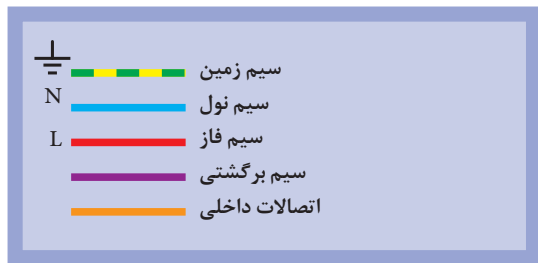 سیم زمین
N سیم نول
L سیم فاز
سیم برگشتی
اتصالات داخلی